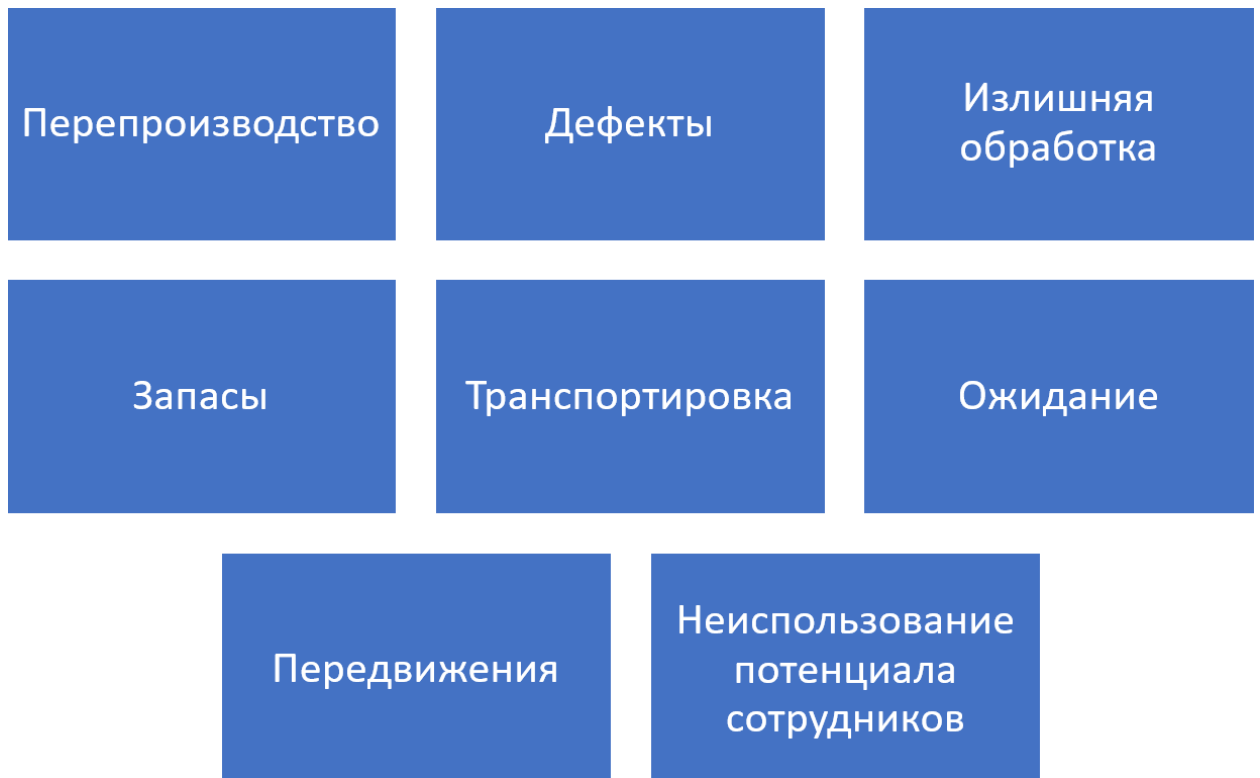 Перепроизводство
Дефекты
Излишняя
обработка
Запасы
Транспортировка
Ожидание
Передвижения
Неиспользование
потенциала
сотрудников